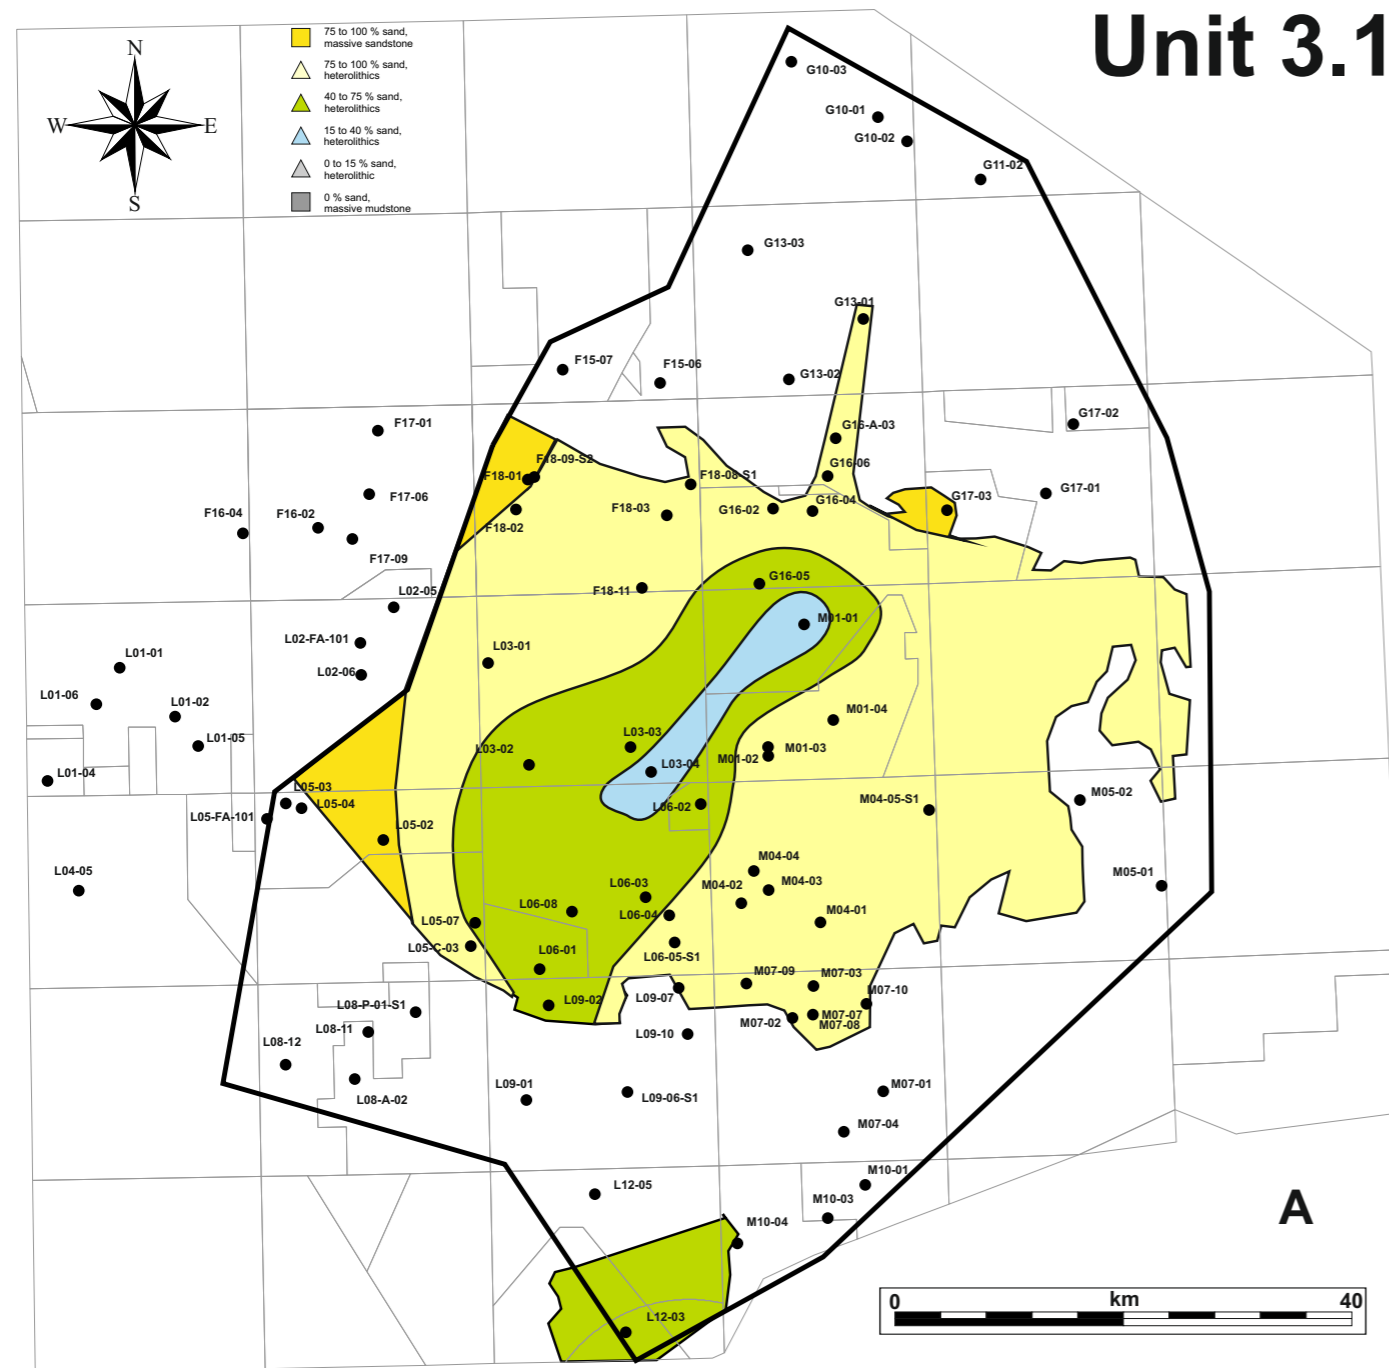 Unit 3.1
N
W
E
S
75 to 100 % sand,
massive sandstone
75 to 100 % sand,
heterolithics
40 to 75 % sand,
heterolithics
15 to 40 % sand,
heterolithics
0 to 15 % sand,
heterolithic
0 % sand,
massive mudstone
G10-03
G10-01
G10-02
G11-02
G13-03
G13-01
F15-07
F15-06
G13-02
G17-02
F17-01
G16-A-03
F18-09-S2
G16-06
F18-01
F18-08-S1
F17-06
G17-01
G17-03
G16-04
F16-04
F16-02
F18-03
G16-02
F18-02
F17-09
G16-05
L02-05
F18-11
M01-01
L02-FA-101
L03-01
L01-01
L02-06
L01-06
L01-02
M01-04
L03-03
L01-05
L03-02
M01-03
M01-02
L01-04
L03-04
L05-03
L05-04
L06-02
M04-05-S1
M05-02
L05-FA-101
L05-02
M04-04
L04-05
L06-03
M04-02
M04-03
M05-01
L06-08
L06-04
M04-01
L05-07
L05-C-03
L06-01
L06-05-S1
M07-09
M07-03
L09-07
M07-10
L08-P-01-S1
L09-02
M07-07
M07-02
M07-08
L08-11
L09-10
L08-12
L09-01
L08-A-02
L09-06-S1
M07-01
M07-04
M10-01
L12-05
M10-03
A
M10-04
L12-03
0
km
40